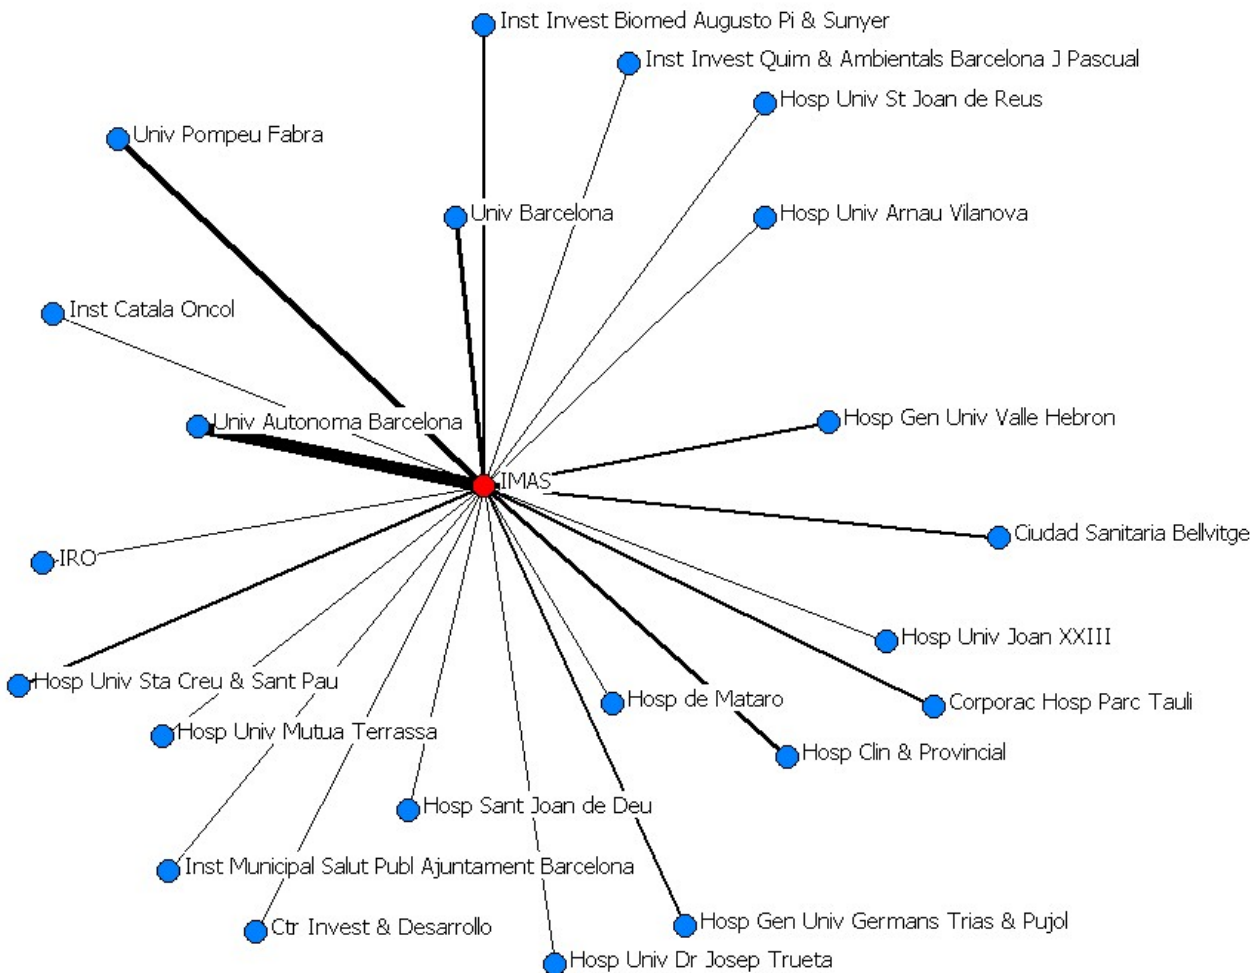 Inst Invest Biomed Augusto Pi & Sunyer
Inst Invest Quim & Ambientals Barcelona J Pascual
Hosp Univ St Joan de Reus
Univ Pompeu Fabra
Univ Barcelona
Hosp Univ Arnau Vilanova
Inst Catala Oncol
Univ Autonoma Barcelona
Hosp Gen Univ Valle Hebron
IMAS
Ciudad Sanitaria Bellvitge
IRO
Hosp Univ Joan XXIII
Hosp Univ Sta Creu & Sant Pau
Hosp de Mataro
Corporac Hosp Parc Tauli
Hosp Univ Mutua Terrassa
Hosp Clin & Provincial
Hosp Sant Joan de Deu
Inst Municipal Salut Publ Ajuntament Barcelona
Hosp Gen Univ Germans Trias & Pujol
Ctr Invest & Desarrollo
Hosp Univ Dr Josep Trueta